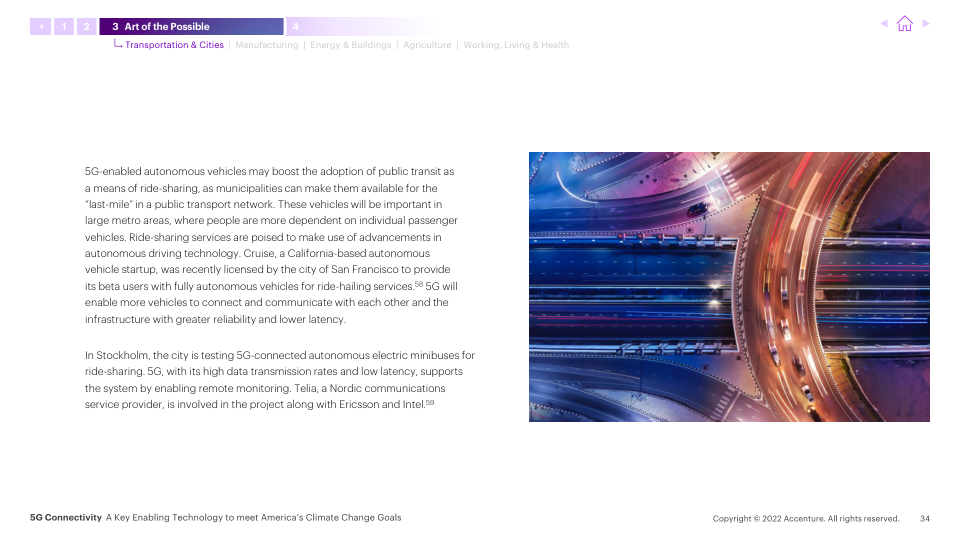 + 1 2 3 Art of the Possible 4
Transportation & Cities | Manufacturing | Energy & Buildings | Agriculture | Working, Living & Health
5G-enabled autonomous vehicles may boost the adoption of public transit as
a means of ride-sharing, as municipalities can make them available for the
“last-mile” in a public transport network. These vehicles will be important in
large metro areas, where people are more dependent on individual passenger
vehicles. Ride-sharing services are poised to make use of advancements in
autonomous driving technology. Cruise, a California-based autonomous
vehicle startup, was recently licensed by the city of San Francisco to provide
its beta users with fully autonomous vehicles for ride-hailing services.58 5G will
enable more vehicles to connect and communicate with each other and the
infrastructure with greater reliability and lower latency.
In Stockholm, the city is testing 5G-connected autonomous electric minibuses for
ride-sharing. 5G, with its high data transmission rates and low latency, supports
the system by enabling remote monitoring. Telia, a Nordic communications
service provider, is involved in the project along with Ericsson and Intel.59
5G Connectivity A Key Enabling Technology to meet America’s Climate Change Goals
Copyright © 2022 Accenture. All rights reserved. 34